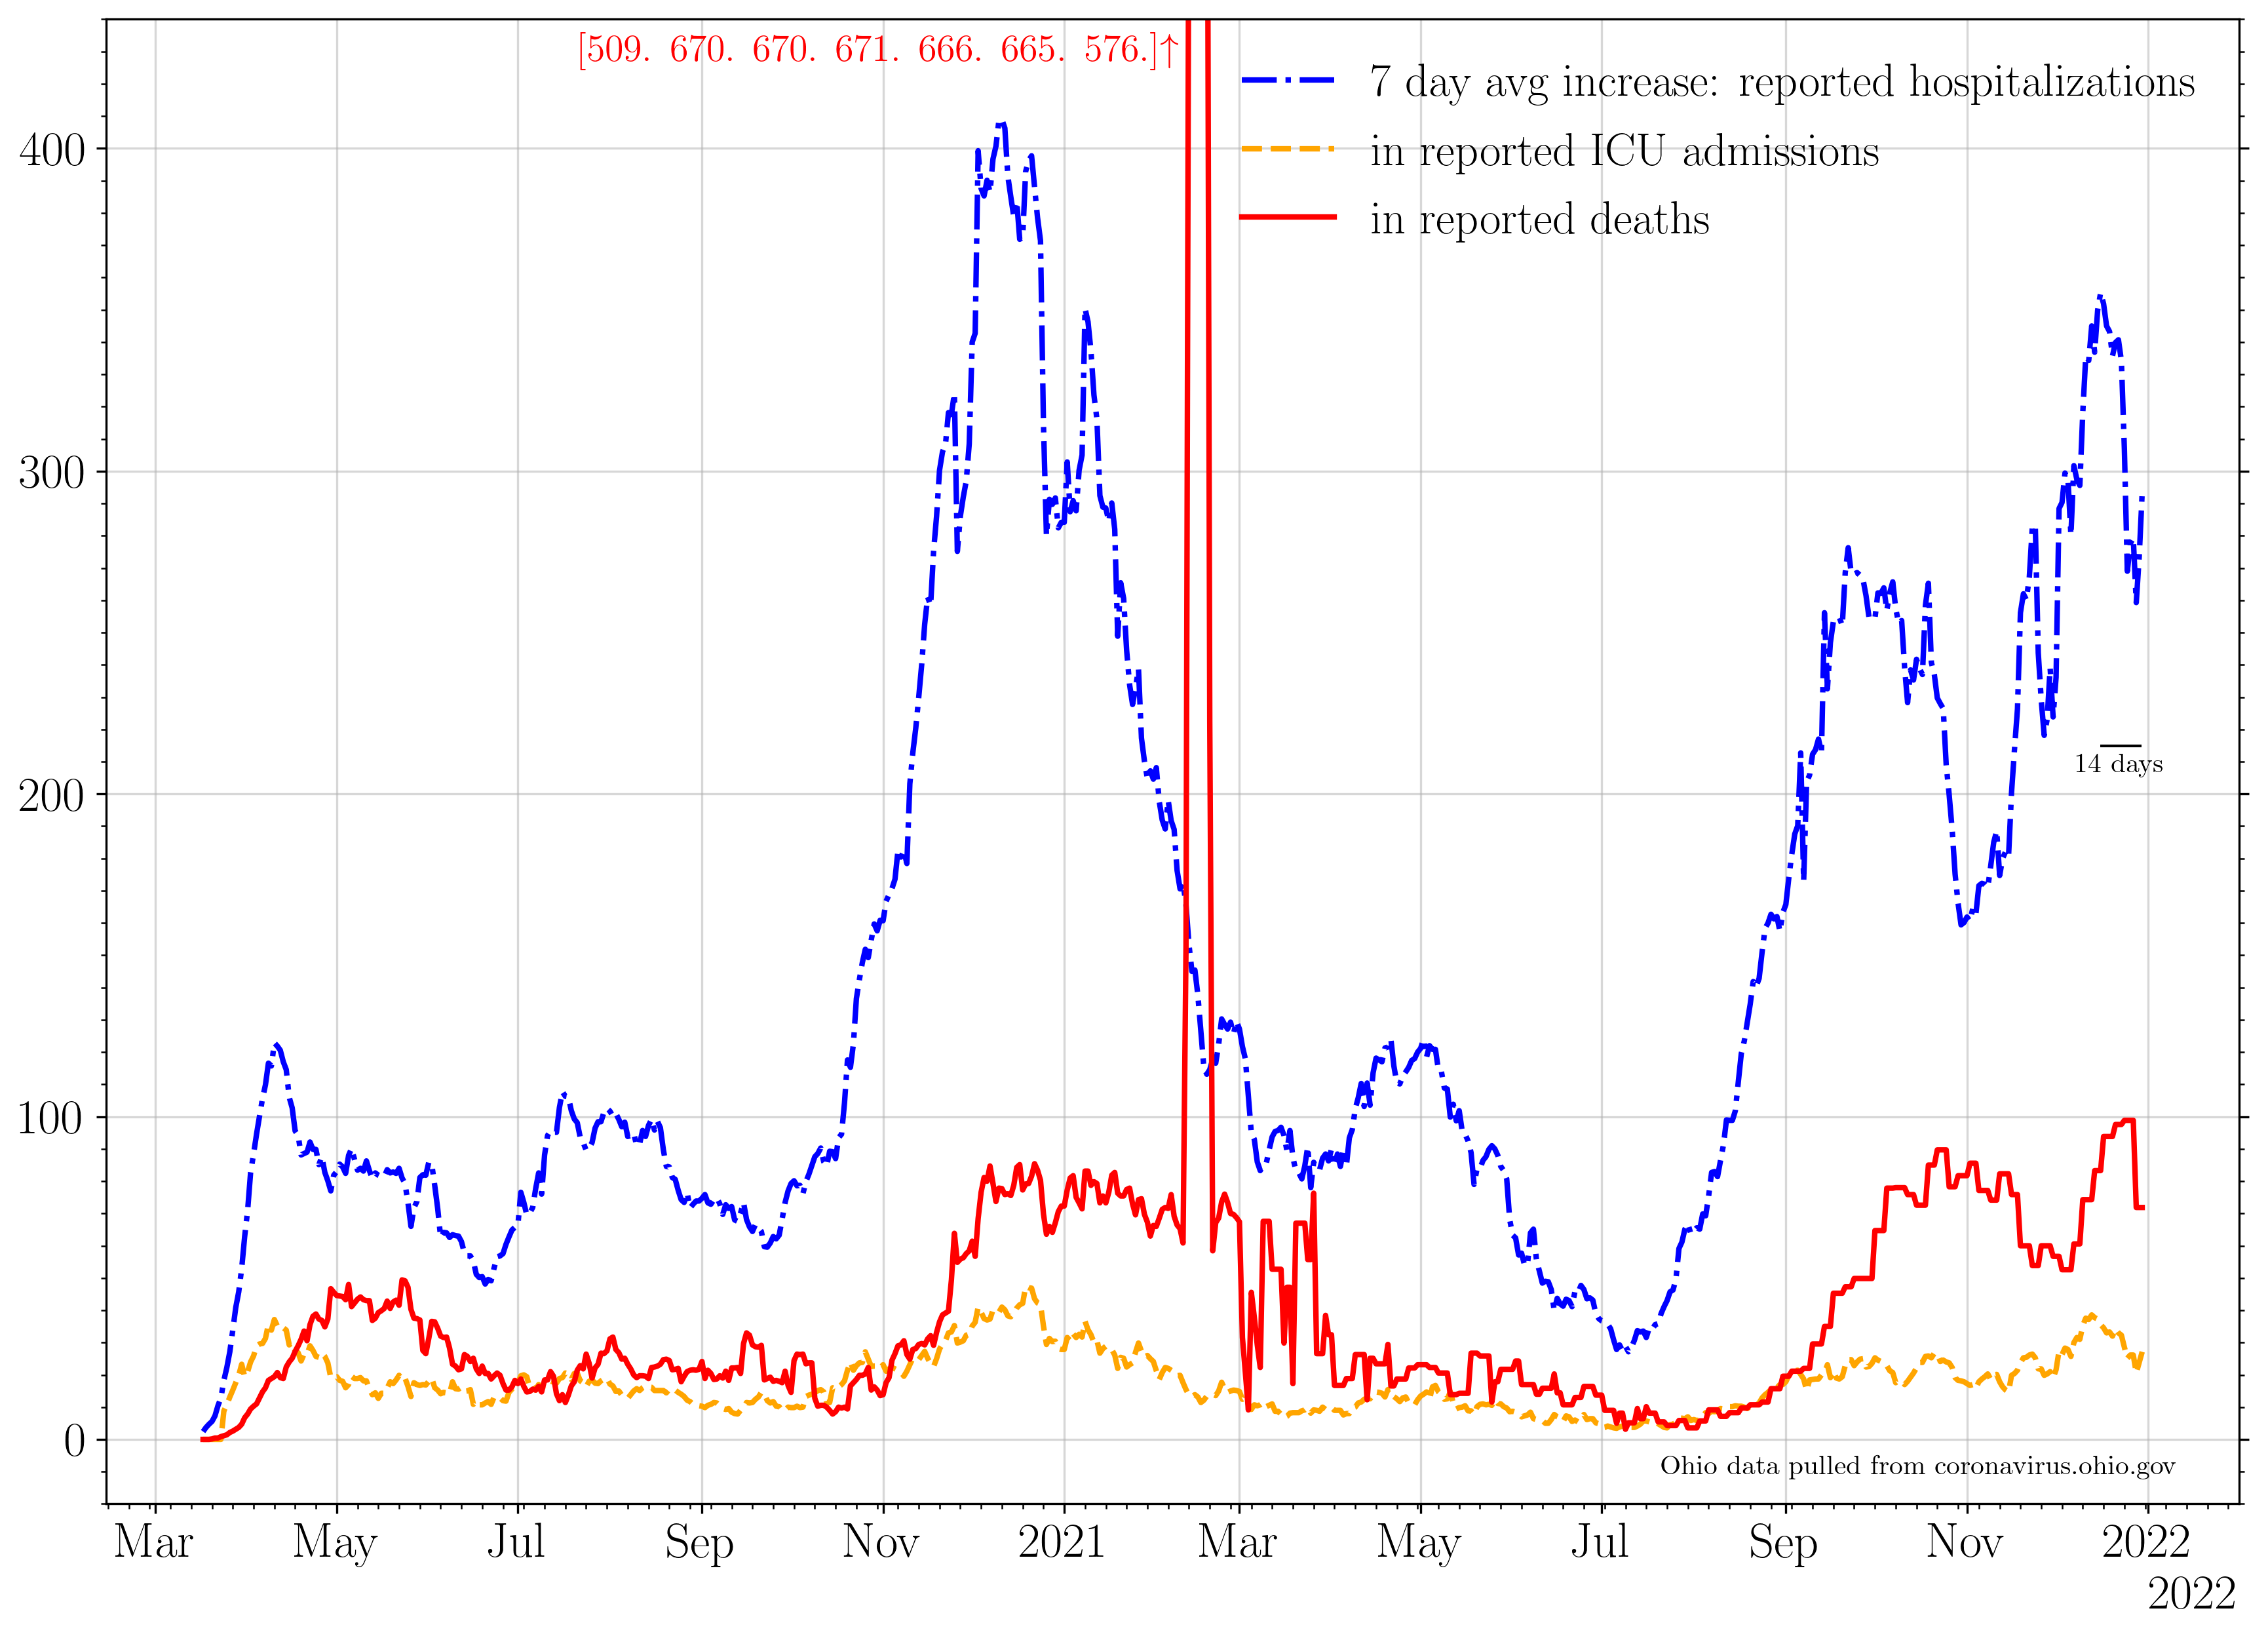 [509. 670. 670. 671. 666. 665. 576.]↑
7 day avg increase: reported hospitalizations
in reported ICU admissions
in reported deaths
400
300
200
100
0
14 days
Ohio data pulled from coronavirus.ohio.gov
Mar May Jul Sep Nov 2021 Mar May Jul Sep Nov 2022
2022